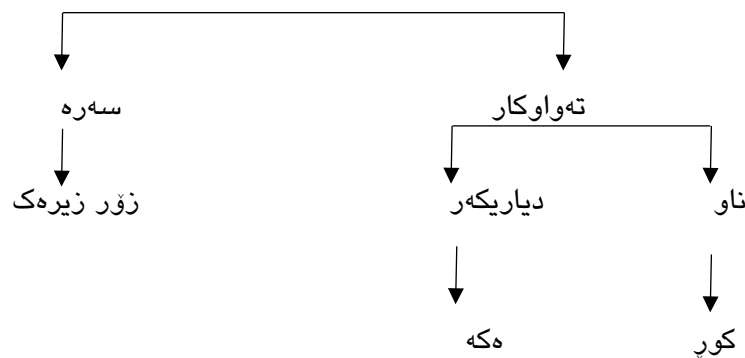 تەواوکار سەرە
ناو دیاریکەر زۆر زیرەک
کوڕ ەکە